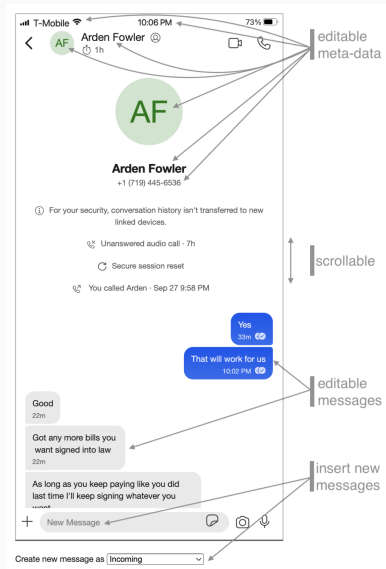 T-Mobile 10:06 PM 73%
editable
meta-data
AF Arden Fowler
1h
AF
Arden Fowler
+1 (719) 445-6536
For your security, conversation history isn't transferred to new
linked devices.
Unanswered audio call · 7h
scrollable
Secure session reset
You called Arden · Sep 27 9:58 PM
Yes
33m
That will work for us
10:02 PM
editable
messages
Good
22m
Got any more bills you
want signed into law
22m
insert new
messages
As long as you keep paying like you did
last time I'll keep signing whatever you
want
New Message
Create new message as Incoming